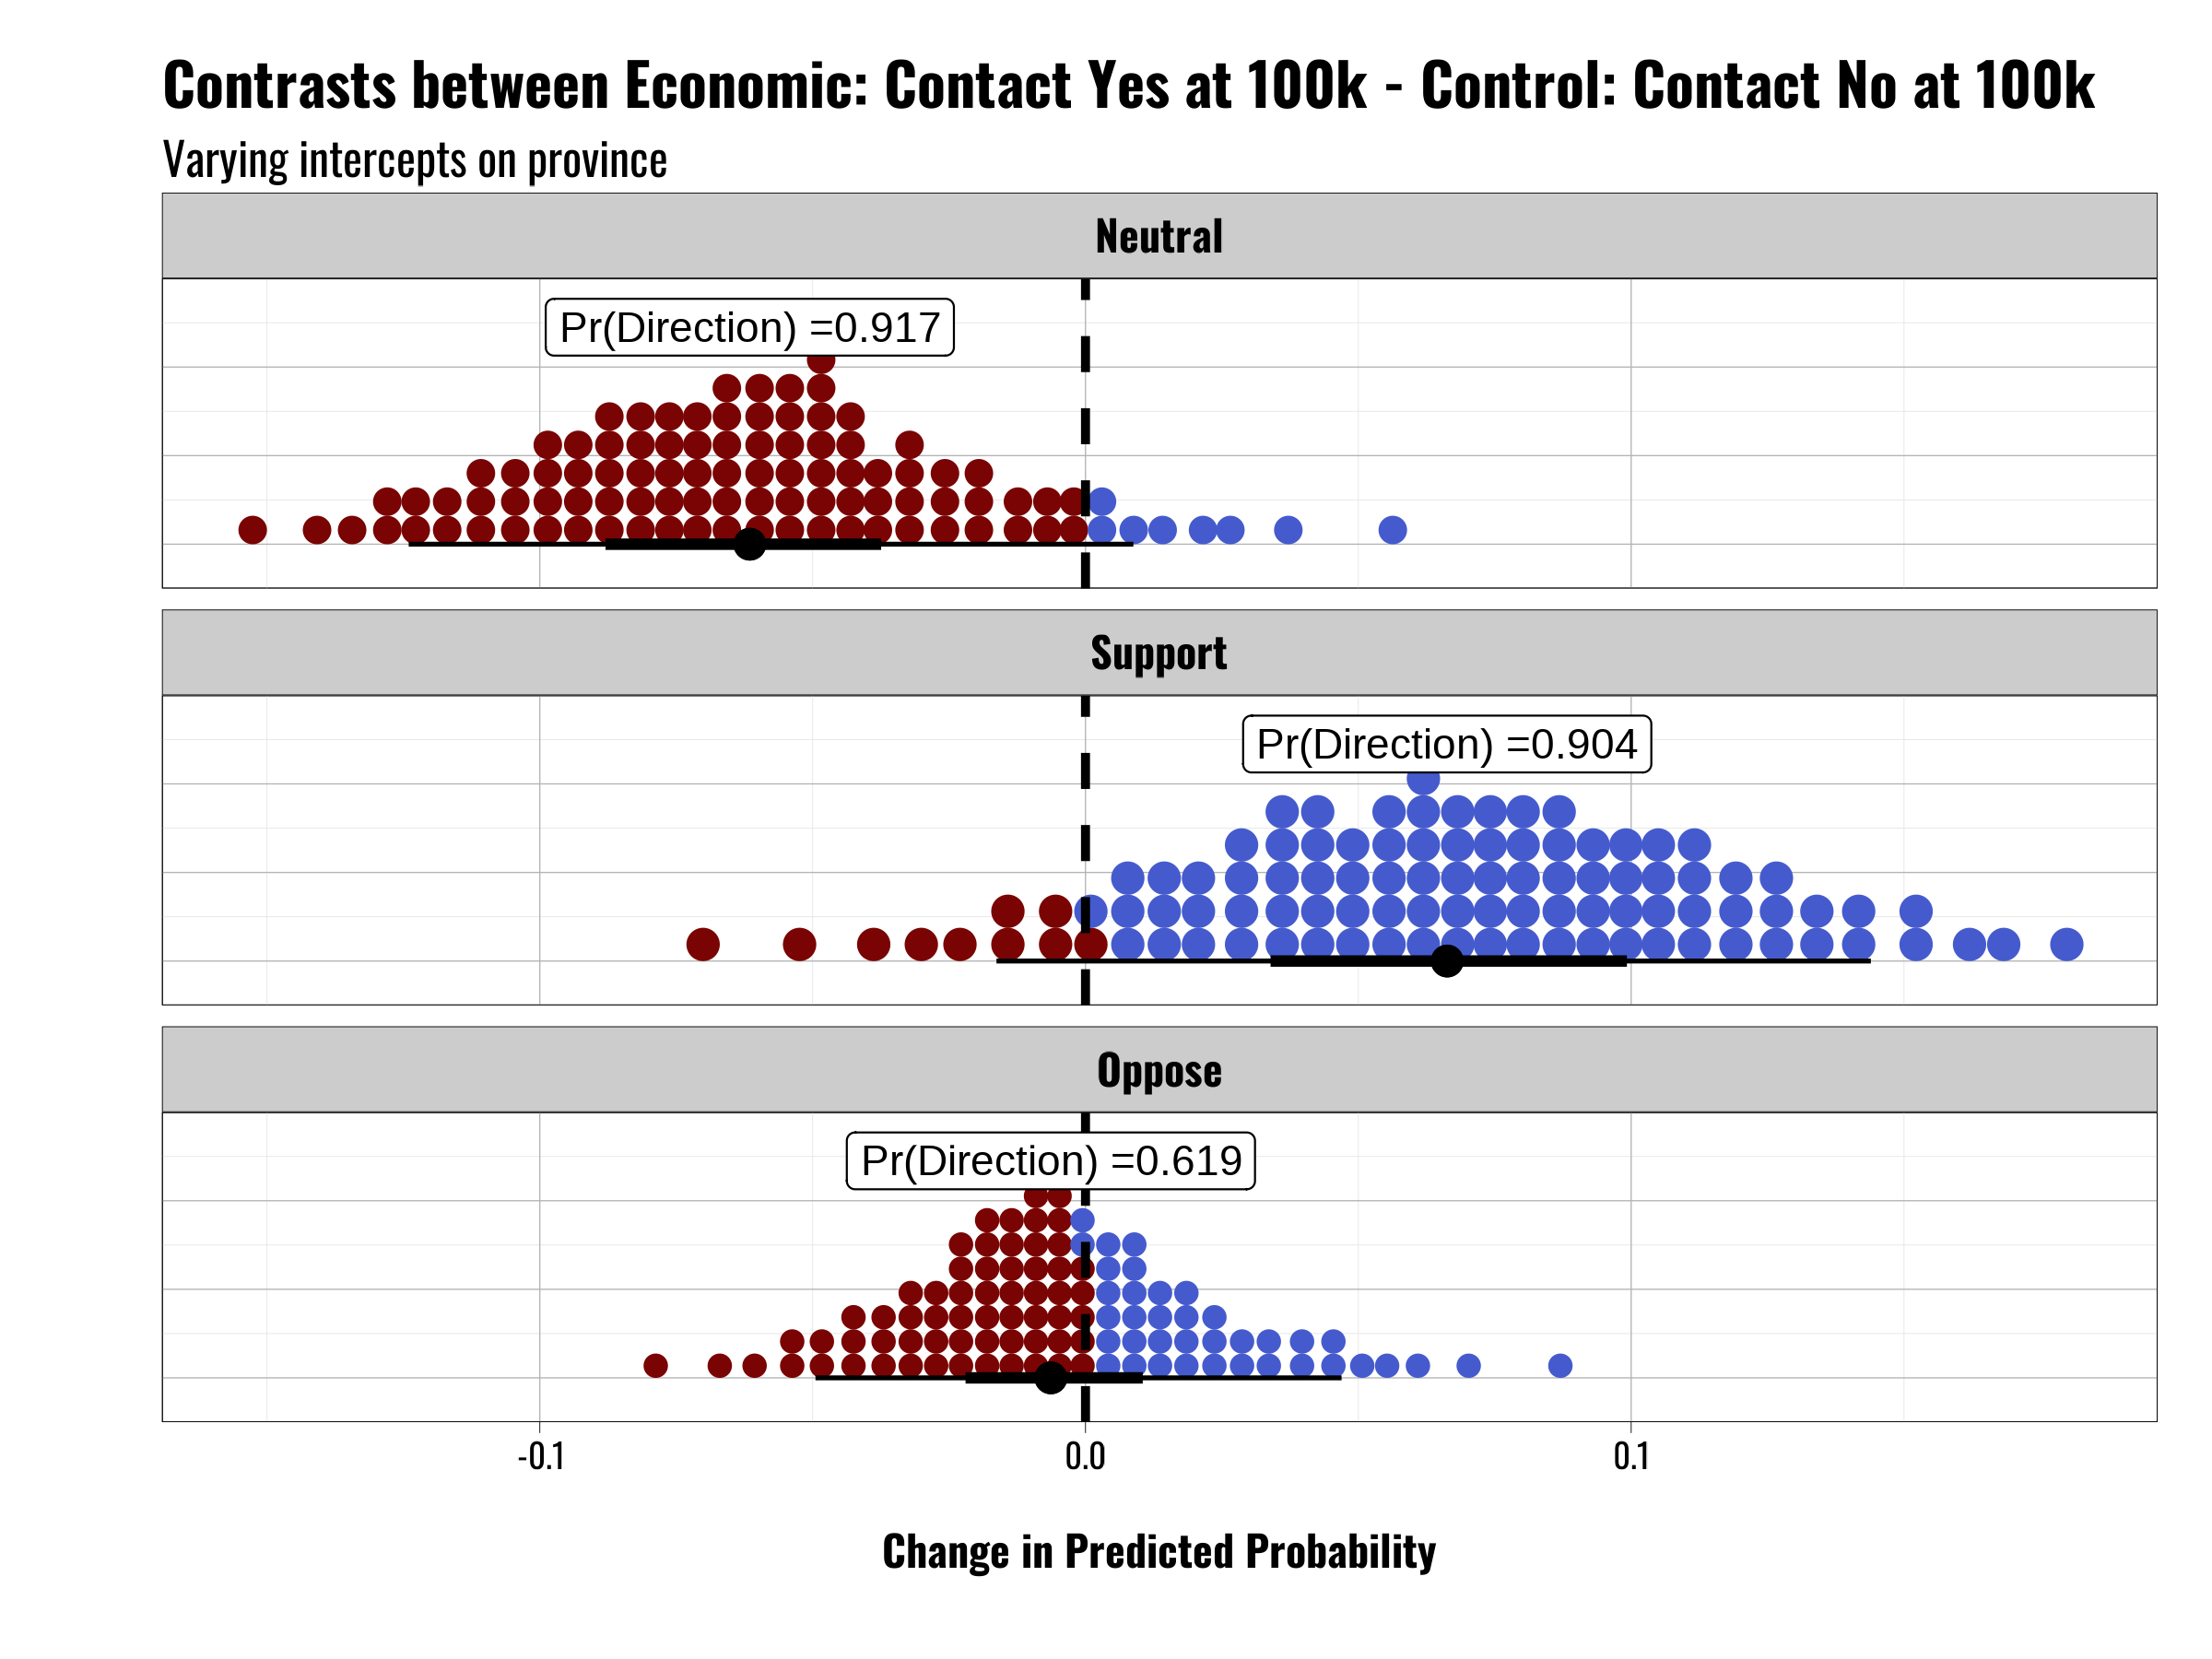 Contrasts between Economic: Contact Yes at 100k - Control: Contact No at 100k
Varying intercepts on province
Neutral
Pr(Direction) =0.917
Support
Pr(Direction) =0.904
Oppose
Pr(Direction) =0.619
-0.1 0.0 0.1
Change in Predicted Probability